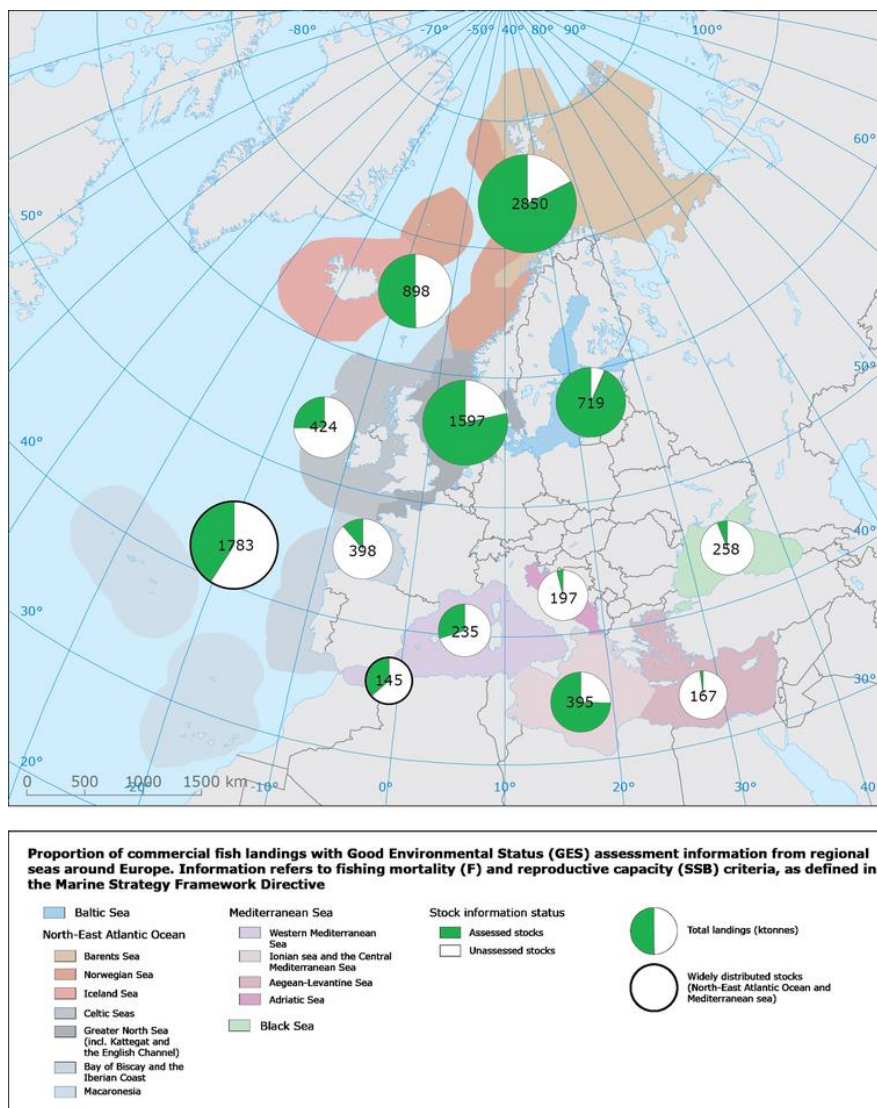 -70° -50° 40° 80° 90° 100°
-80°
60°
50°
2850
898
50°
719
1597
424
40°
40°
1783
398
258
197
30°
235
145
395
167
30°
20°
0 500 1000 1500 km
-20° -10° 0° 10° 20° 30° 40°
Proportion of commercial fish landings with Good Environmental Status (GES) assessment information from regional
seas around Europe. Information refers to fishing mortality (F) and reproductive capacity (SSB) criteria, as defined in
the Marine Strategy Framework Directive
Baltic Sea
North-East Atlantic Ocean
Barents Sea
Norwegian Sea
Iceland Sea
Celtic Seas
Greater North Sea
(incl. Kattegat and
the English Channel)
Bay of Biscay and the
Iberian Coast
Macaronesia
Mediterranean Sea
Western Mediterranean
Sea
Ionian sea and the Central
Mediterranean Sea
Aegean-Levantine Sea
Adriatic Sea
Black Sea
Stock information status
Assessed stocks
Unassessed stocks
Total landings (ktonnes)
Widely distributed stocks
(North-East Atlantic Ocean and
Mediterranean sea)